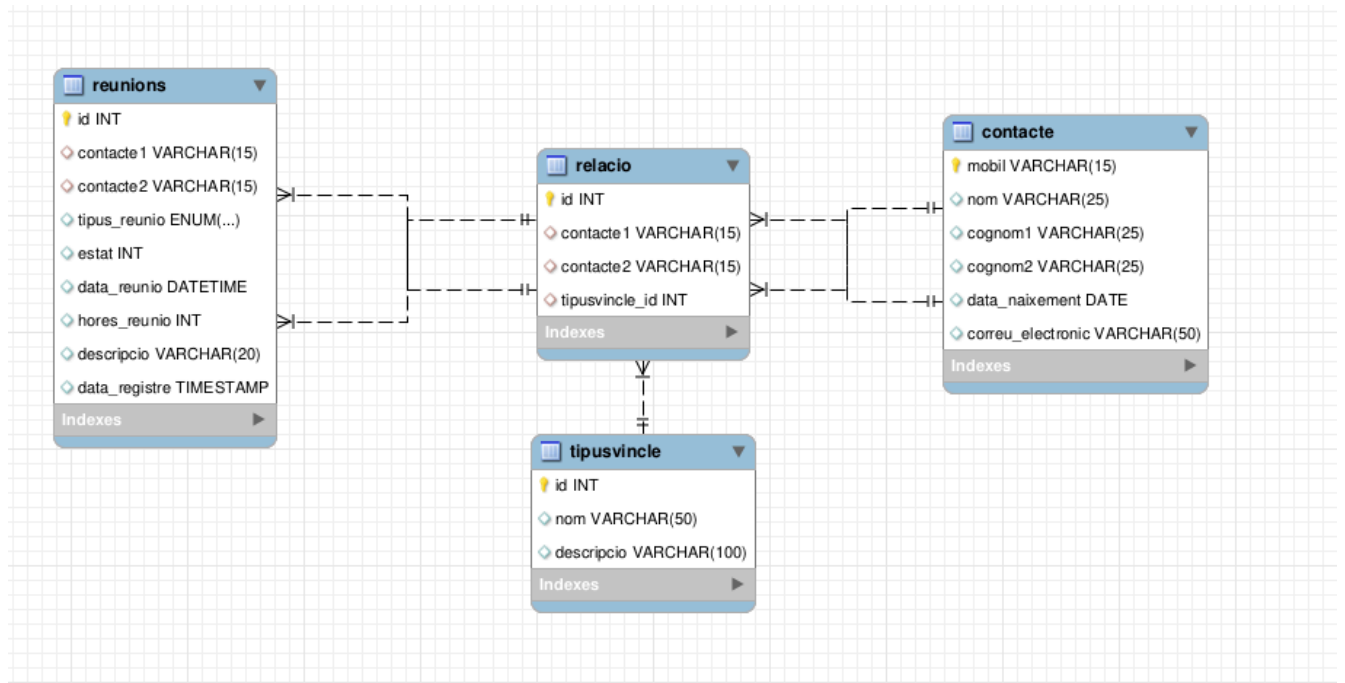 reunions
id INT
contacte1 VARCHAR(15)
contacte2 VARCHAR(15)
tipus_reunio ENUM(...)
estat INT
data_reunio DATETIME
hores_reunio INT
descripcio VARCHAR(20)
data_registre TIMESTAMP
Indexes
relacio
id INT
contacte1 VARCHAR(15)
contacte2 VARCHAR(15)
tipusvincle_id INT
Indexes
contacte
mobil VARCHAR(15)
nom VARCHAR(25)
cognom1 VARCHAR(25)
cognom2 VARCHAR(25)
data_naixement DATE
correu_electronic VARCHAR(50)
Indexes
tipusvincle
id INT
nom VARCHAR(50)
descripcio VARCHAR(100)
Indexes